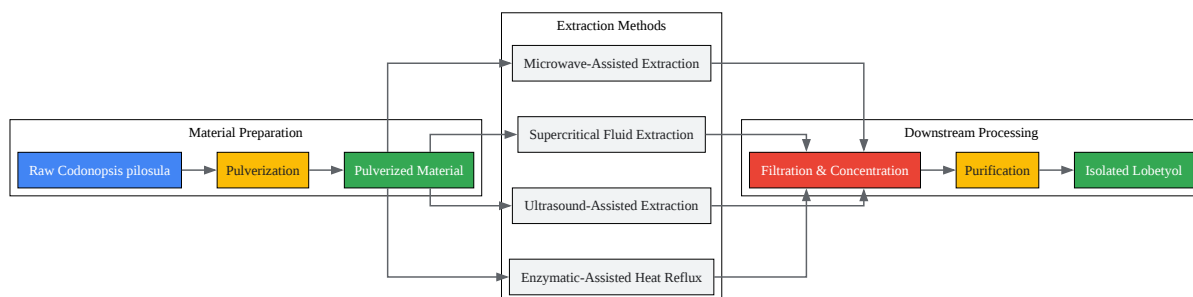 Extraction Methods
Microwave-Assisted Extraction
Material Preparation
Supercritical Fluid Extraction
Downstream Processing
Raw Codonopsis pilosula
Pulverization
Pulverized Material
Filtration & Concentration
Purification
Isolated Lobetyol
Ultrasound-Assisted Extraction
Enzymatic-Assisted Heat Reflux